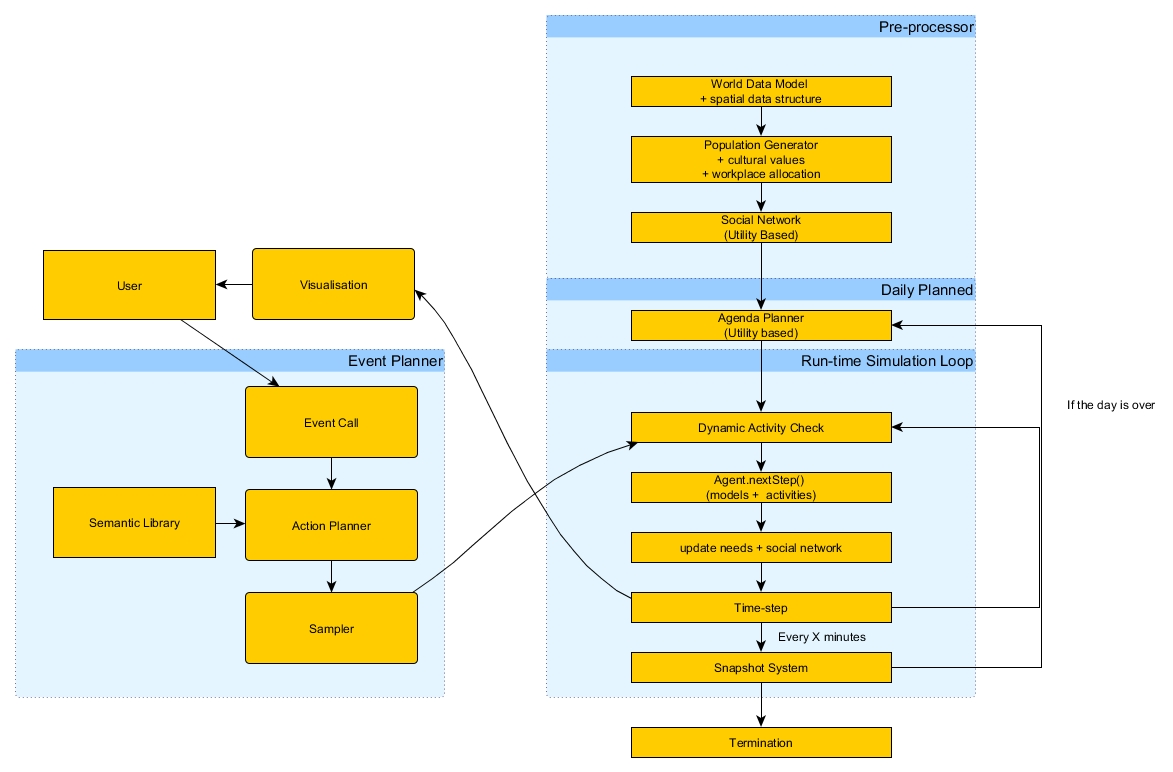 Pre-processor
World Data Model
+ spatial data structure
Population Generator
+ cultural values
+ workplace allocation
Social Network
(Utility Based)
User
Visualisation
Daily Planned
Agenda Planner
(Utility based)
Event Planner
Run-time Simulation Loop
If the day is over
Event Call
Dynamic Activity Check
Agent.nextStep()
(models + activities)
Semantic Library
Action Planner
update needs + social network
Sampler
Time-step
Every X minutes
Snapshot System
Termination